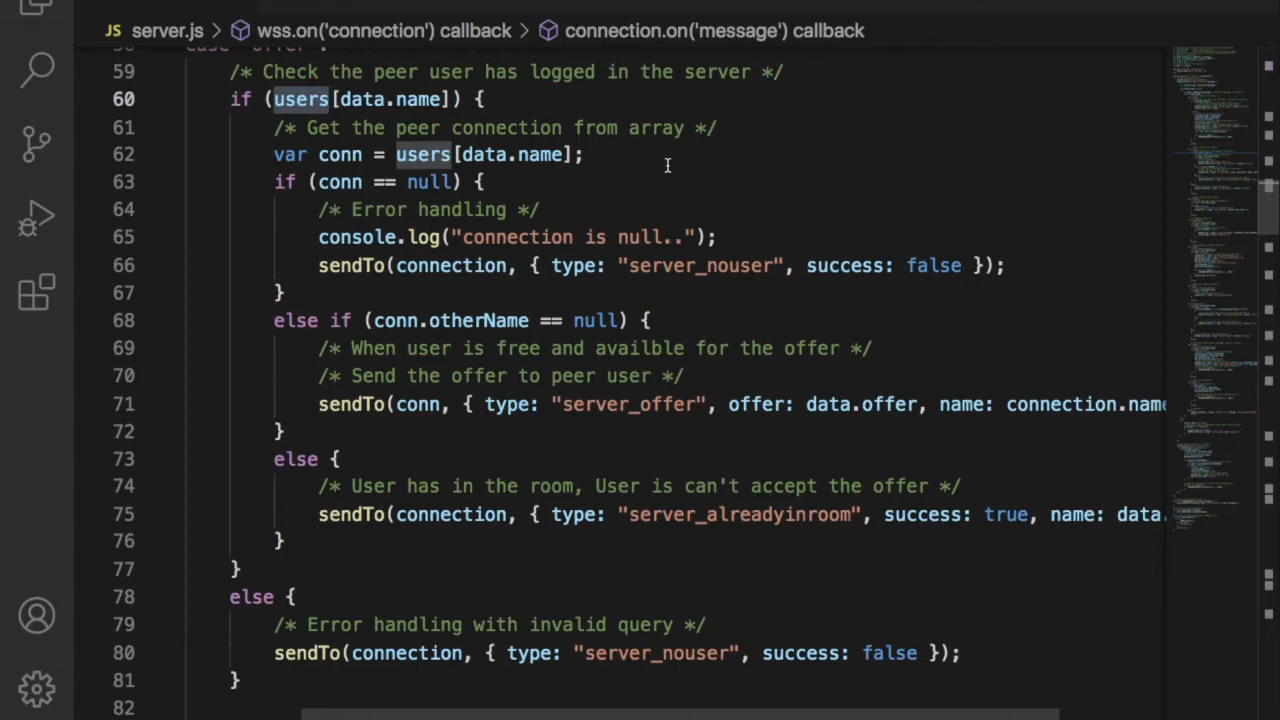 JS server.js > wss.on('connection') callback > connection.on('message') callback
59 /* Check the peer user has logged in the server */
60 if (users[data.name]) {
61 /* Get the peer connection from array */
62 var conn = users[data.name];
63 if (conn == null) {
64 /* Error handling */
65 console.log("connection is null..");
66 sendTo(connection, { type: "server_nouser", success: false });
67 }
68 else if (conn.otherName == null) {
69 /* When user is free and availble for the offer */
70 /* Send the offer to peer user */
71 sendTo(conn, { type: "server_offer", offer: data.offer, name: connection.name
72 }
73 else {
74 /* User has in the room, User is can't accept the offer */
75 sendTo(connection, { type: "server_alreadyinroom", success: true, name: data.
76 }
77 }
78 else {
79 /* Error handling with invalid query */
80 sendTo(connection, { type: "server_nouser", success: false });
81 }
82